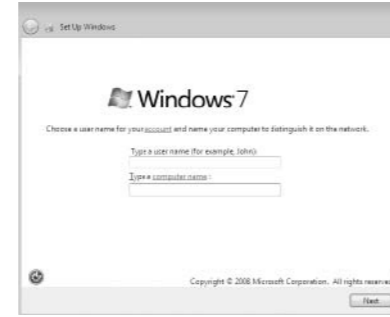 Set Up Windows
Windows 7
Choose a user name for your account and name your computer to distinguish it on the network.
Type a user name (for example, John):
Type a computer name:
Copyright © 2008 Microsoft Corporation. All rights reserve
Next